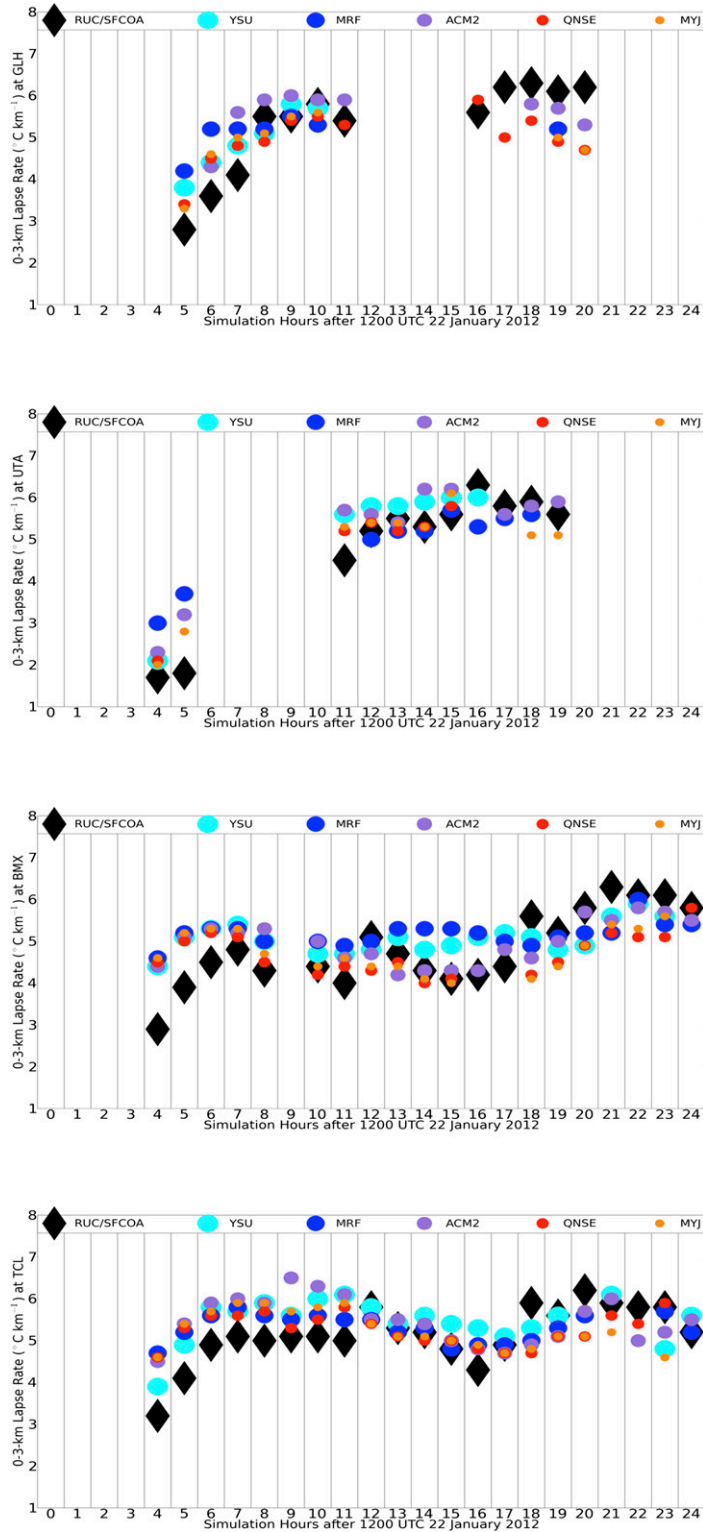 8 RUC/SFCOA YSU MRF ACM2 QNSE MYJ
7
6
5
4
3
2
1
0-3-km Lapse Rate (°C km⁻¹) at GLH
0 1 2 3 4 5 6 7 8 9 10 11 12 13 14 15 16 17 18 19 20 21 22 23 24
Simulation Hours after 1200 UTC 22 January 2012
8 RUC/SFCOA YSU MRF ACM2 QNSE MYJ
7
6
5
4
3
2
1
0-3-km Lapse Rate (°C km⁻¹) at UTA
0 1 2 3 4 5 6 7 8 9 10 11 12 13 14 15 16 17 18 19 20 21 22 23 24
Simulation Hours after 1200 UTC 22 January 2012
8 RUC/SFCOA YSU MRF ACM2 QNSE MYJ
7
6
5
4
3
2
1
0-3-km Lapse Rate (°C km⁻¹) at BMX
0 1 2 3 4 5 6 7 8 9 10 11 12 13 14 15 16 17 18 19 20 21 22 23 24
Simulation Hours after 1200 UTC 22 January 2012
8 RUC/SFCOA YSU MRF ACM2 QNSE MYJ
7
6
5
4
3
2
1
0-3-km Lapse Rate (°C km⁻¹) at TCL
0 1 2 3 4 5 6 7 8 9 10 11 12 13 14 15 16 17 18 19 20 21 22 23 24
Simulation Hours after 1200 UTC 22 January 2012